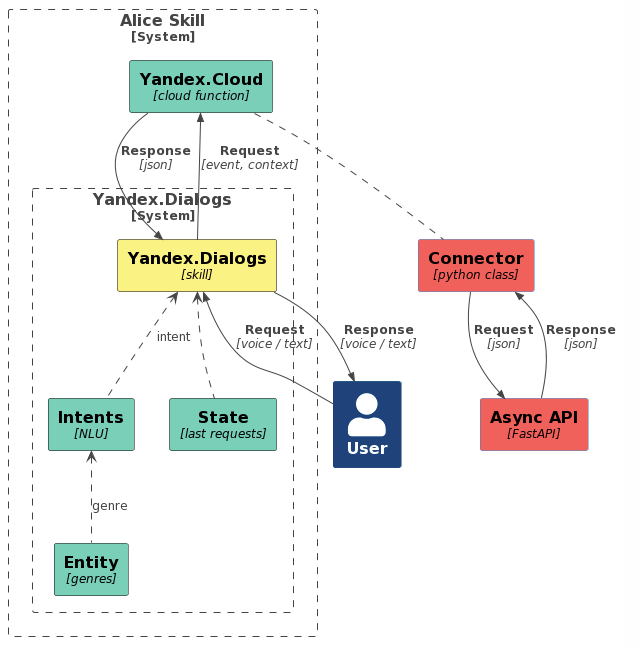 Alice Skill
[System]
Yandex.Cloud
[cloud function]
Response
[json]
Request
[event, context]
Yandex.Dialogs
[System]
Yandex.Dialogs
[skill]
Connector
[python class]
intent
Request
[voice / text]
Response
[voice / text]
Request
[json]
Response
[json]
Intents
[NLU]
State
[last requests]
User
Async API
[FastAPI]
genre
Entity
[genres]